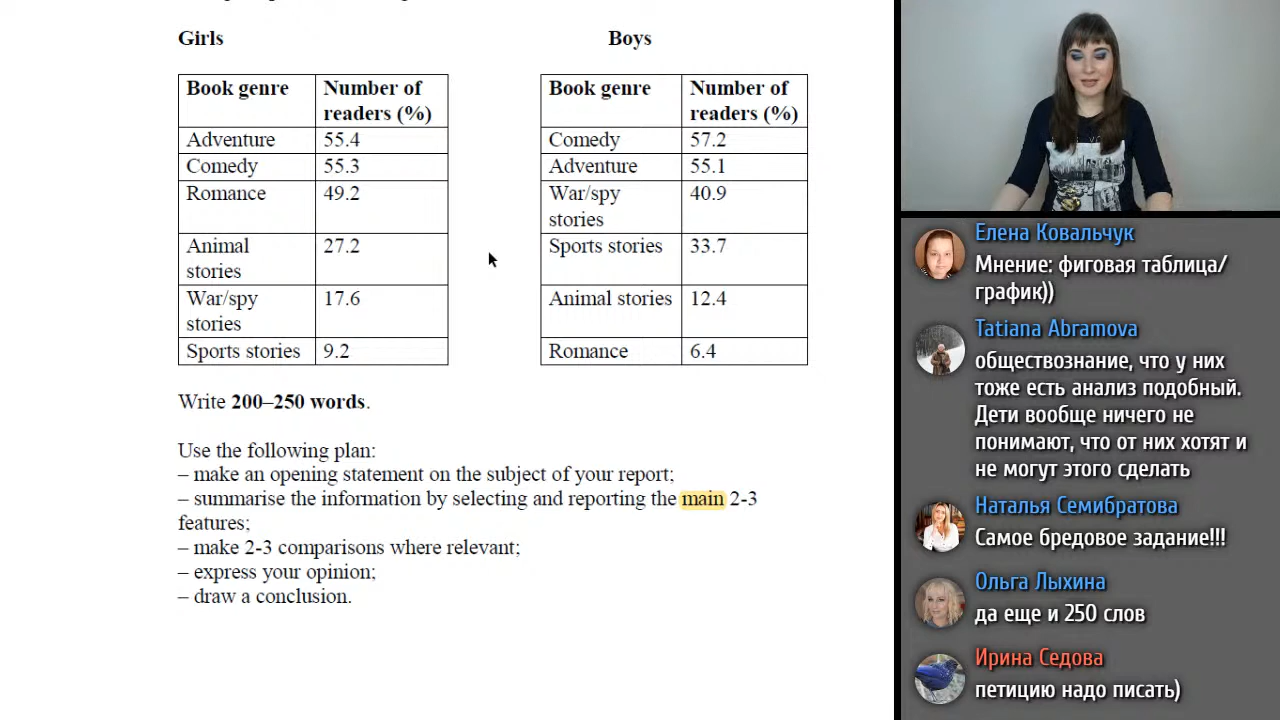 Girls
Boys
Book genre Number of readers (%)
Adventure 55.4
Comedy 55.3
Romance 49.2
Animal stories 27.2
War/spy stories 17.6
Sports stories 9.2
Book genre Number of readers (%)
Comedy 57.2
Adventure 55.1
War/spy stories 40.9
Sports stories 33.7
Animal stories 12.4
Romance 6.4
Write 200–250 words.
Use the following plan:
– make an opening statement on the subject of your report;
– summarise the information by selecting and reporting the main 2-3
features;
– make 2-3 comparisons where relevant;
– express your opinion;
– draw a conclusion.
Елена Ковальчук
Мнение: фиговая таблица/
график))
Tatiana Abramova
обществознание, что у них
тоже есть анализ подобный.
Дети вообще ничего не
понимают, что от них хотят и
не могут этого сделать
Наталья Семибратова
Самое бредовое задание!!!
Ольга Лыхина
да еще и 250 слов
Ирина Седова
петицию надо писать)